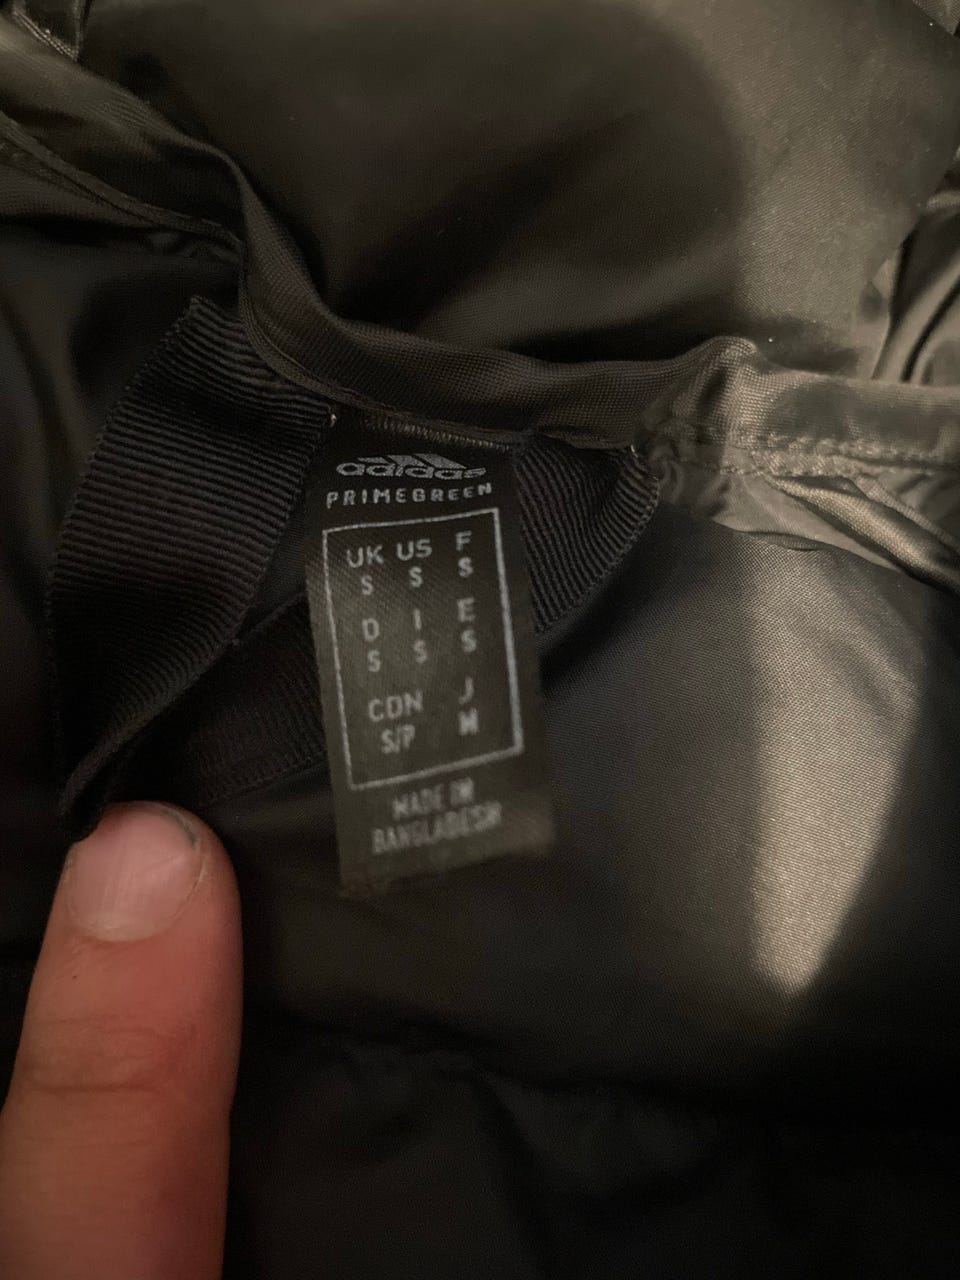 adidas
PRIMEGREEN
UK US F
S S S
D I E
S S S
CDN J
S/P M
MADE IN
BANGLADESH